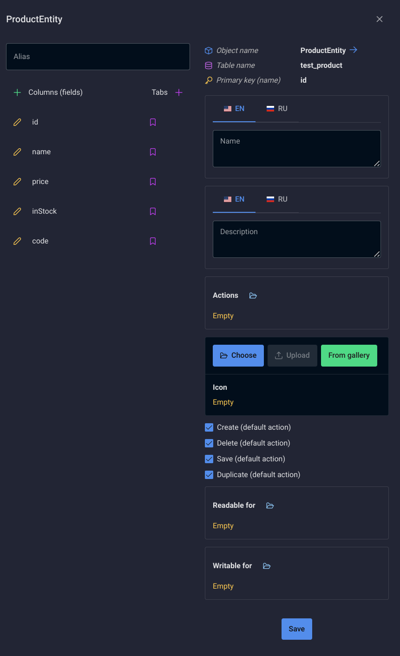 ProductEntity
Alias
Columns (fields)
Tabs
id
name
price
inStock
code
Object name
ProductEntity
Table name
test_product
Primary key (name)
id
EN
RU
Name
EN
RU
Description
Actions
Empty
Choose
Upload
From gallery
Icon
Empty
Create (default action)
Delete (default action)
Save (default action)
Duplicate (default action)
Readable for
Empty
Writable for
Empty
Save